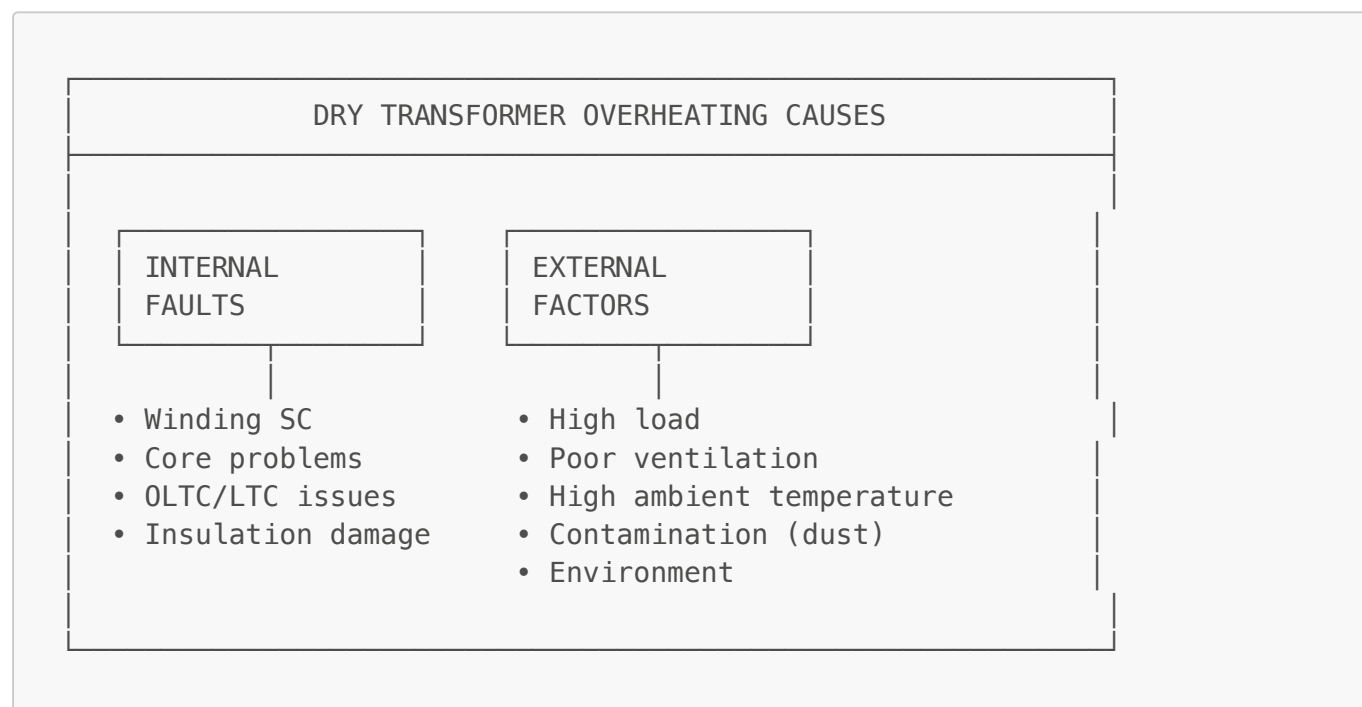 DRY TRANSFORMER OVERHEATING CAUSES
INTERNAL FAULTS
EXTERNAL FACTORS
• Winding SC
• Core problems
• OLTC/LTC issues
• Insulation damage
• High load
• Poor ventilation
• High ambient temperature
• Contamination (dust)
• Environment